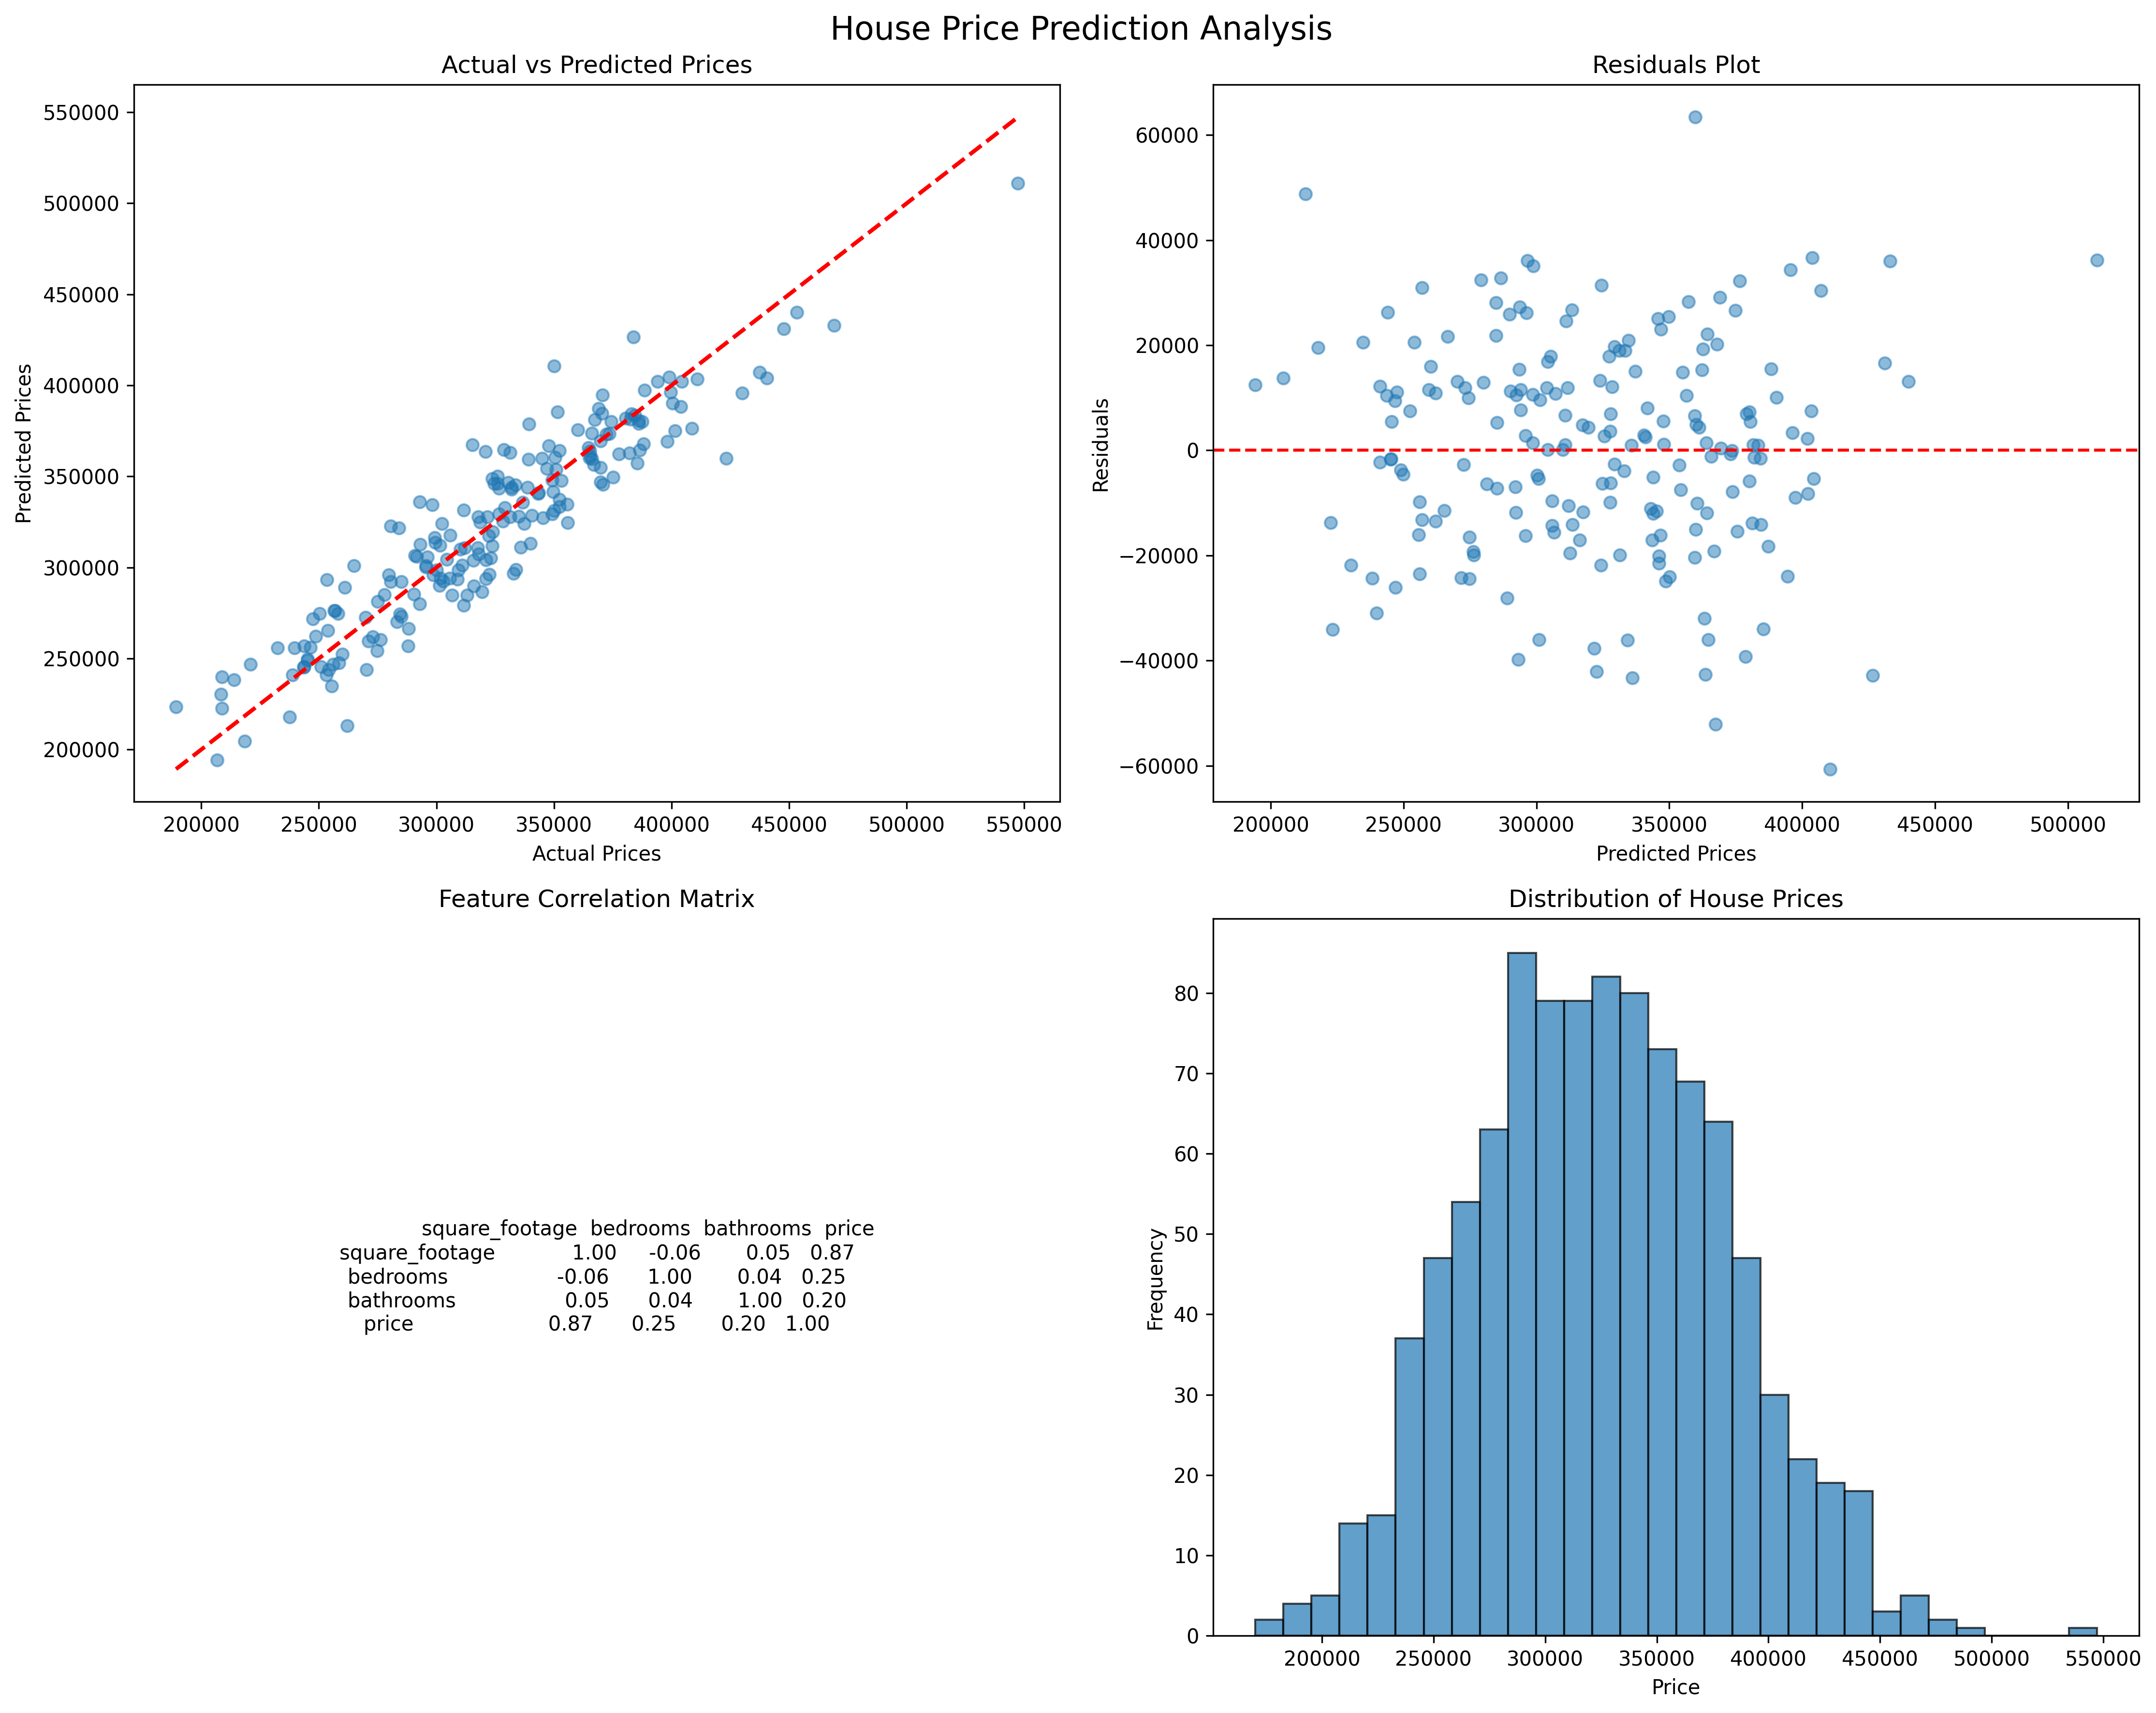 House Price Prediction Analysis
Actual vs Predicted Prices
550000
500000
450000
400000
350000
300000
250000
200000
Predicted Prices
200000 250000 300000 350000 400000 450000 500000 550000
Actual Prices
Residuals Plot
60000
40000
20000
0
−20000
−40000
−60000
Residuals
200000 250000 300000 350000 400000 450000 500000
Predicted Prices
Feature Correlation Matrix
square_footage bedrooms bathrooms price
square_footage 1.00 -0.06 0.05 0.87
bedrooms -0.06 1.00 0.04 0.25
bathrooms 0.05 0.04 1.00 0.20
price 0.87 0.25 0.20 1.00
Distribution of House Prices
80
70
60
50
40
30
20
10
0
Frequency
200000 250000 300000 350000 400000 450000 500000 550000
Price